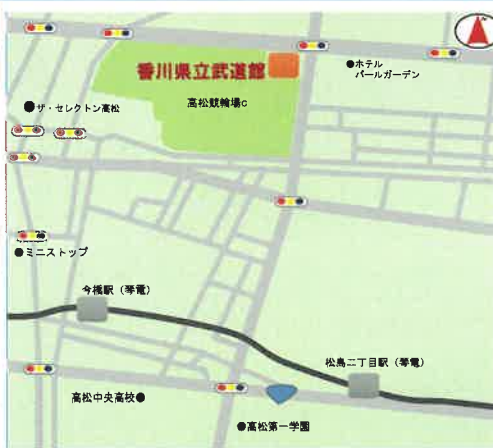 香川県立武道館
●ホテル
パールガーデン
●ザ・セレクトン高松
高松競輪場c
●ミニストップ
今橋駅（琴電）
松島二丁目駅（琴電）
高松中央高校●
●高松第一学園